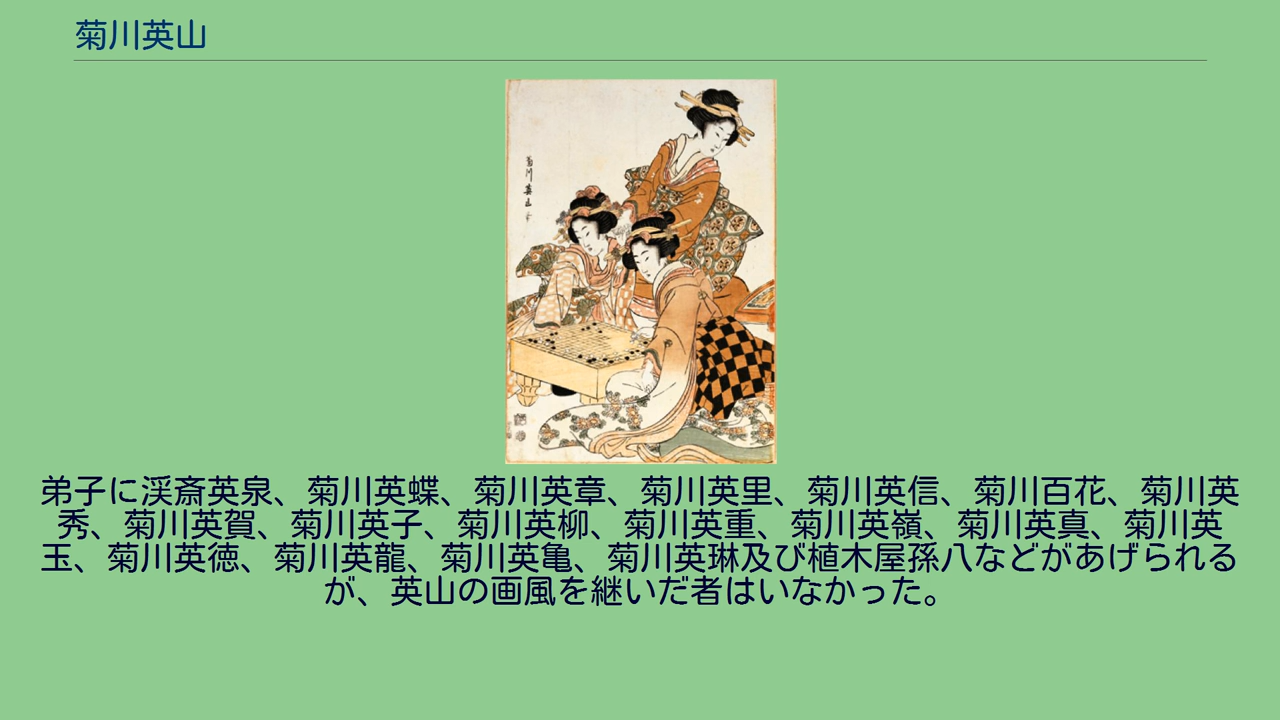 菊川英山
菊川英山
弟子に渓斎英泉、菊川英蝶、菊川英章、菊川英里、菊川英信、菊川百花、菊川英
秀、菊川英賀、菊川英子、菊川英柳、菊川英重、菊川英嶺、菊川英真、菊川英
玉、菊川英徳、菊川英龍、菊川英亀、菊川英琳及び植木屋孫八などがあげられる
が、英山の画風を継いだ者はいなかった。